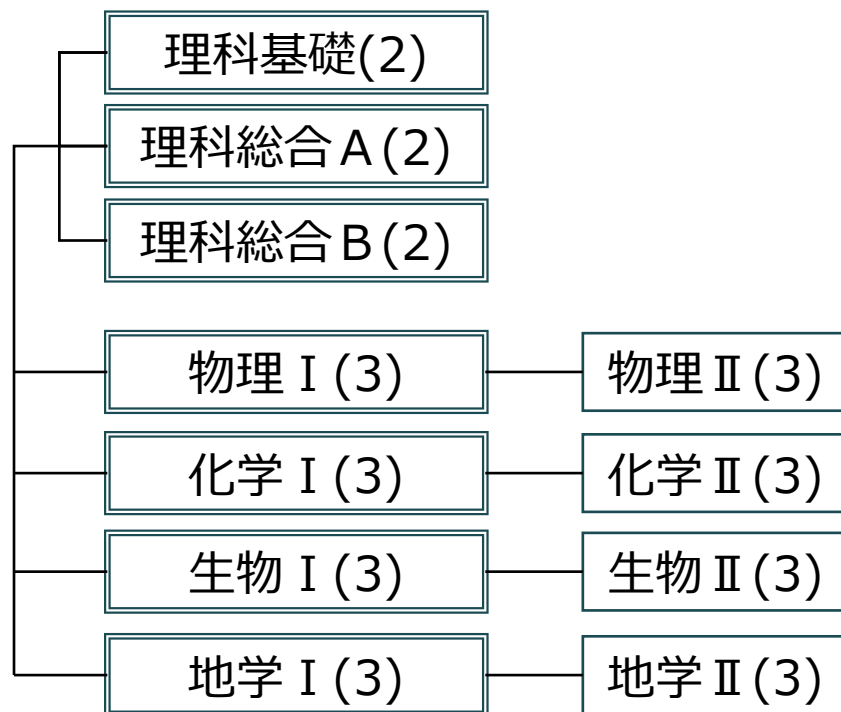 理科基礎(2)
理科総合A(2)
理科総合B(2)
物理Ⅰ(3)
物理Ⅱ(3)
化学Ⅰ(3)
化学Ⅱ(3)
生物Ⅰ(3)
生物Ⅱ(3)
地学Ⅰ(3)
地学Ⅱ(3)